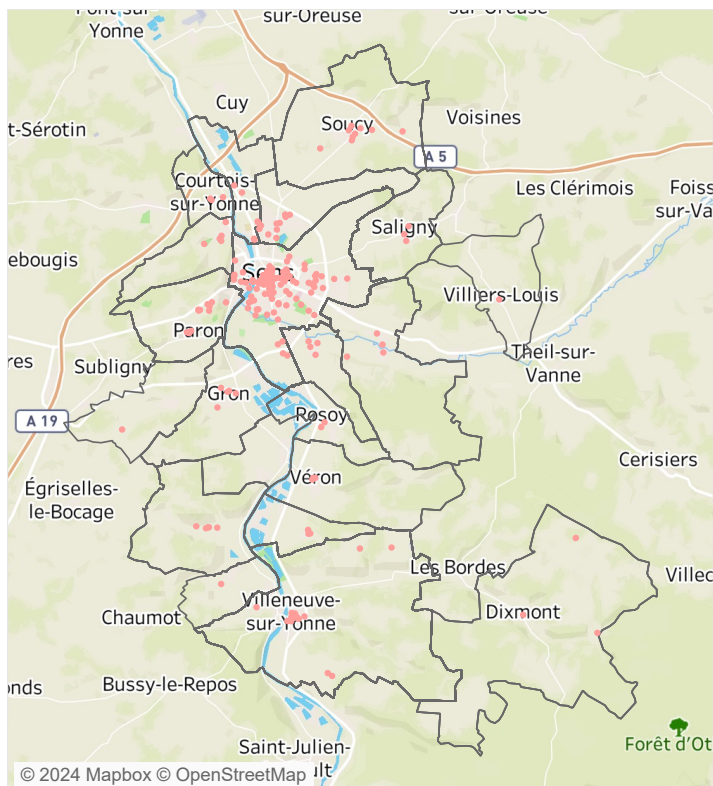 sur-Oreuse
Yonne
sur-Oreuse
Cuy
Voisines
t-Sérotin
Soucy
A 5
Courtois-
sur-Yonne
Les Clérimois
Foiss
sur-Va
Saligny
ebougis
Sens
Villiers-Louis
Paron
res
Subligny
Theil-sur-
Vanne
Gron
A 19
Rosoy
Cerisiers
Véron
Égriselles-
le-Bocage
Les Bordes
Villec
Villeneuve-
sur-Yonne
Chaumot
Dixmont
onds
Bussy-le-Repos
Saint-Julien-
ult
Forêt d'Ot
© 2024 Mapbox © OpenStreetMap